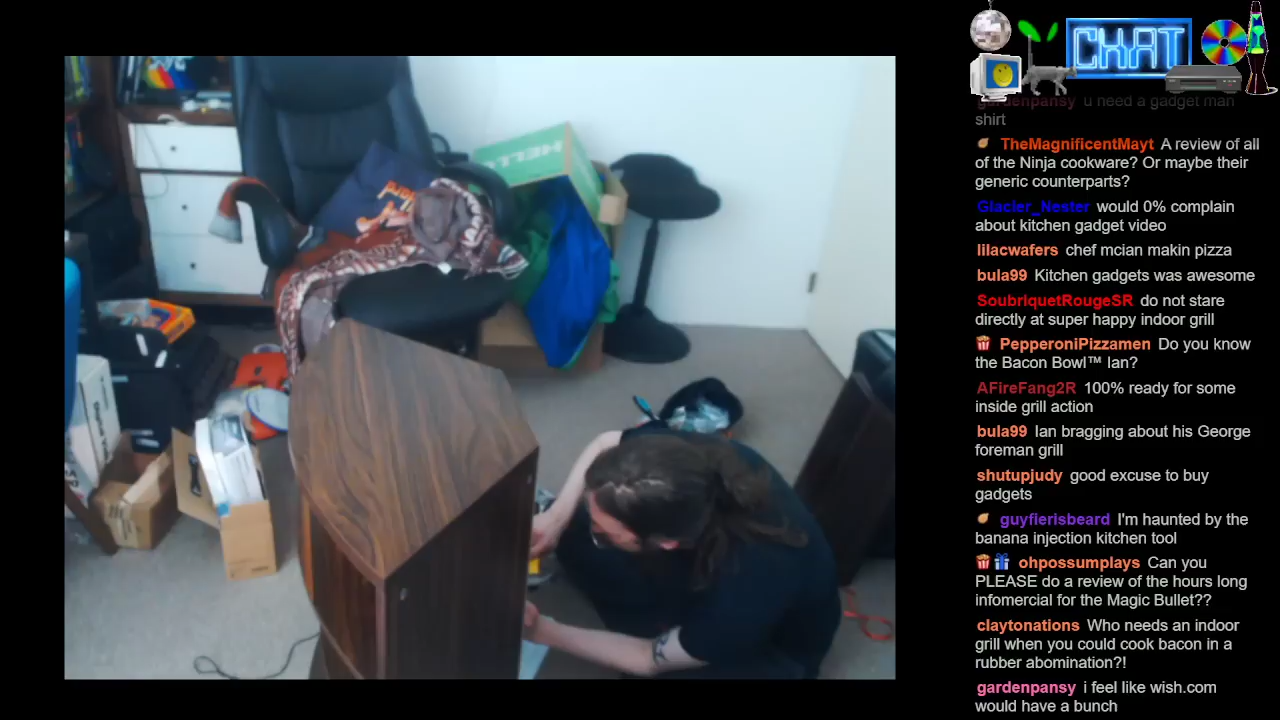 CHAT
HELL
gardenpansy u need a gadget man
shirt
TheMagnificentMayt A review of all
of the Ninja cookware? Or maybe their
generic counterparts?
Glacier_Nester would 0% complain
about kitchen gadget video
lilacwafers chef mcian makin pizza
bula99 Kitchen gadgets was awesome
SoubriquetRougeSR do not stare
directly at super happy indoor grill
PepperoniPizzamen Do you know
the Bacon Bowl™ Ian?
AFireFang2R 100% ready for some
inside grill action
bula99 Ian bragging about his George
foreman grill
shutupjudy good excuse to buy
gadgets
guyfierisbeard I'm haunted by the
banana injection kitchen tool
ohpossumplays Can you
PLEASE do a review of the hours long
infomercial for the Magic Bullet??
claytonations Who needs an indoor
grill when you could cook bacon in a
rubber abomination?!
gardenpansy i feel like wish.com
would have a bunch